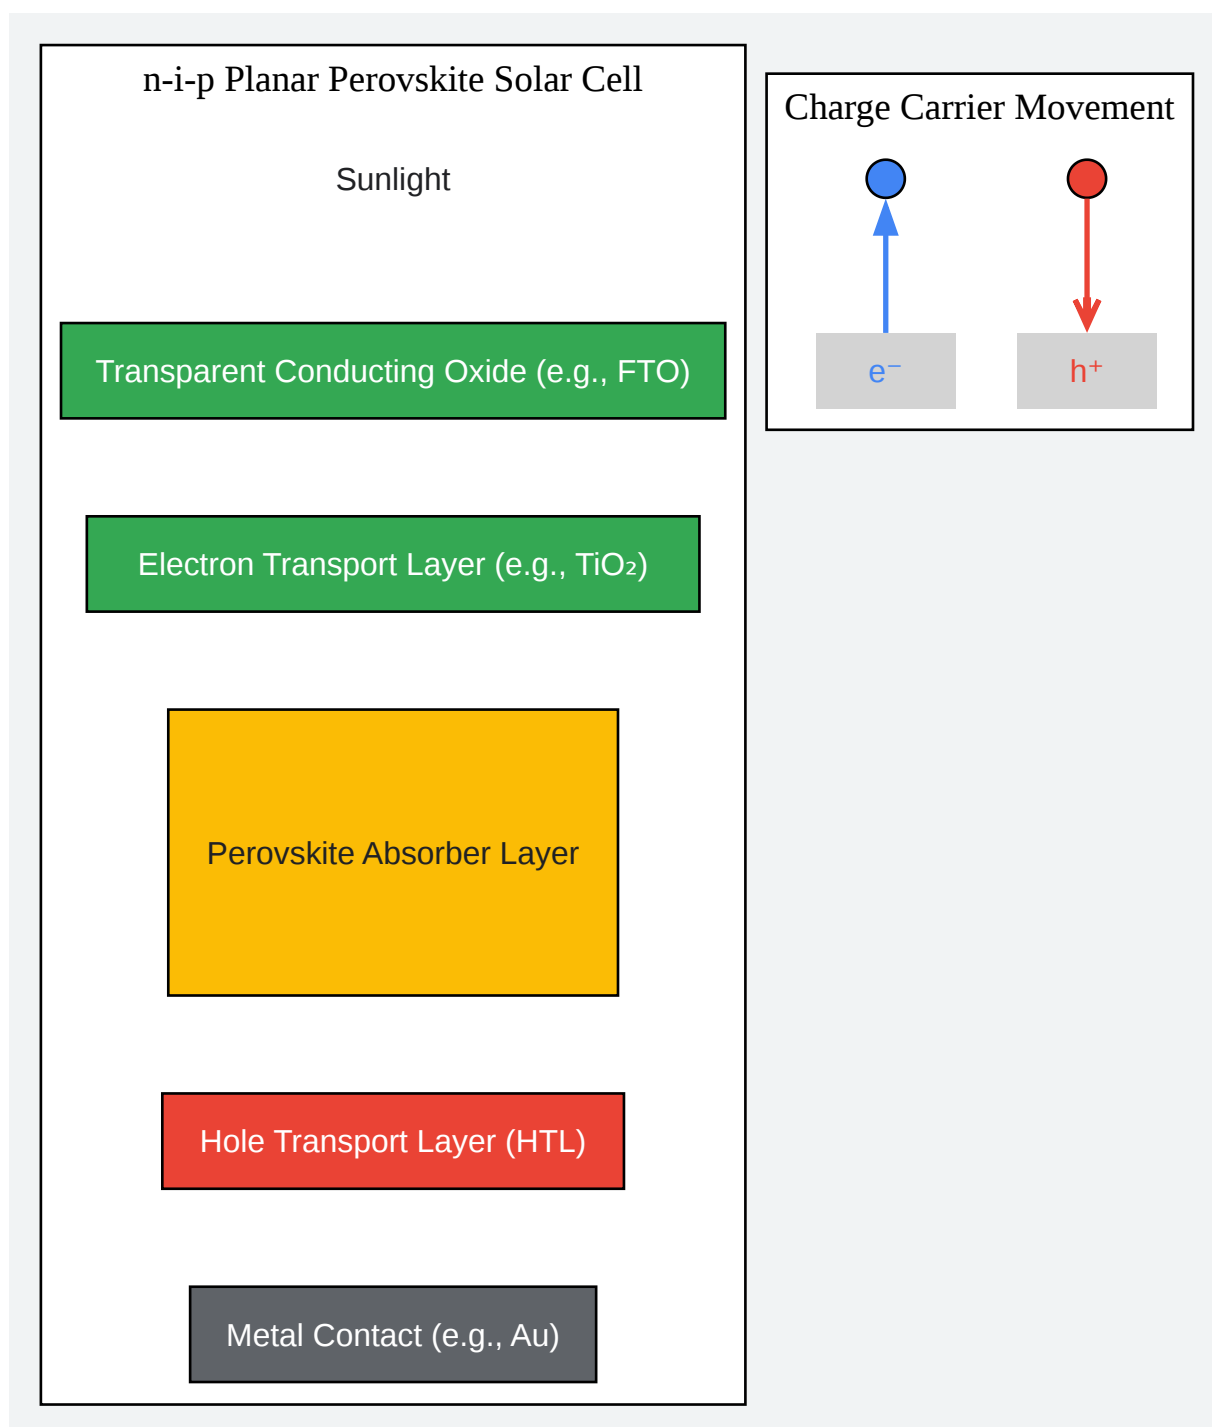 n-i-p Planar Perovskite Solar Cell
Sunlight
Transparent Conducting Oxide (e.g., FTO)
Electron Transport Layer (e.g., TiO₂)
Perovskite Absorber Layer
Hole Transport Layer (HTL)
Metal Contact (e.g., Au)
Charge Carrier Movement
e⁻
h⁺